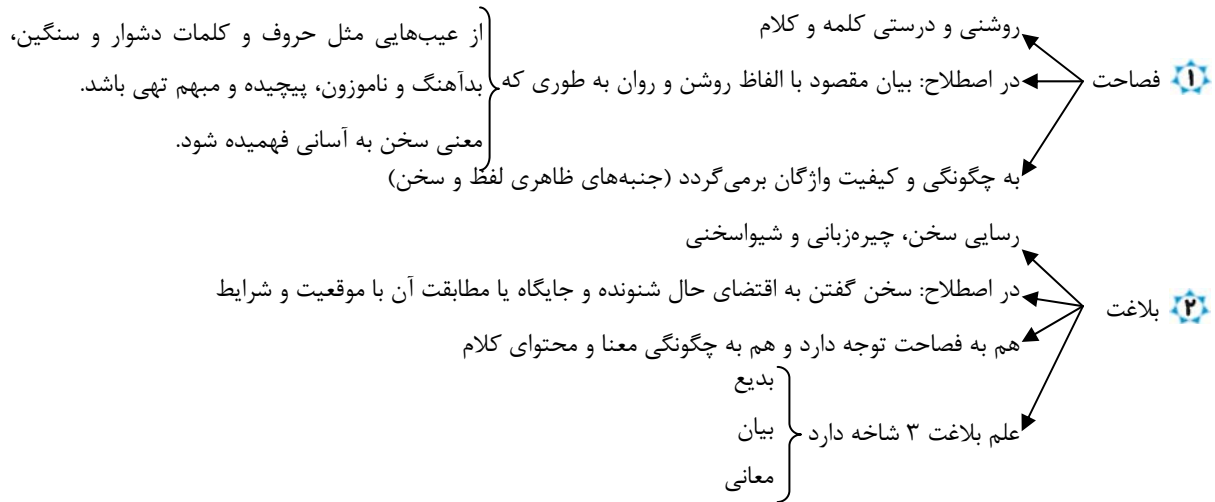 ۱ فصاحت
روشنی و درستی کلمه و کلام
در اصطلاح: بیان مقصود با الفاظ روشن و روان به طوری که
از عیب‌هایی مثل حروف و کلمات دشوار و سنگین،
بدآهنگ و ناموزون، پیچیده و مبهم تهی باشد.
معنی سخن به آسانی فهمیده شود.
به چگونگی و کیفیت واژگان برمی‌گردد (جنبه‌های ظاهری لفظ و سخن)
۲ بلاغت
رسایی سخن، چیره‌زبانی و شیواسخنی
در اصطلاح: سخن گفتن به اقتضای حال شنونده و جایگاه یا مطابقت آن با موقعیت و شرایط
هم به فصاحت توجه دارد و هم به چگونگی معنا و محتوای کلام
علم بلاغت ۳ شاخه دارد
بدیع
بیان
معانی